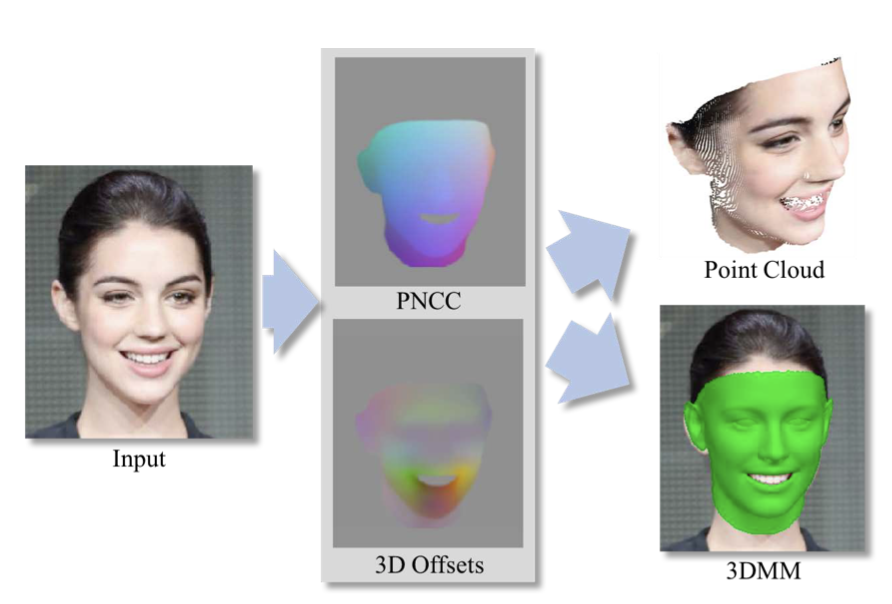 Input
PNCC
3D Offsets
Point Cloud
3DMM